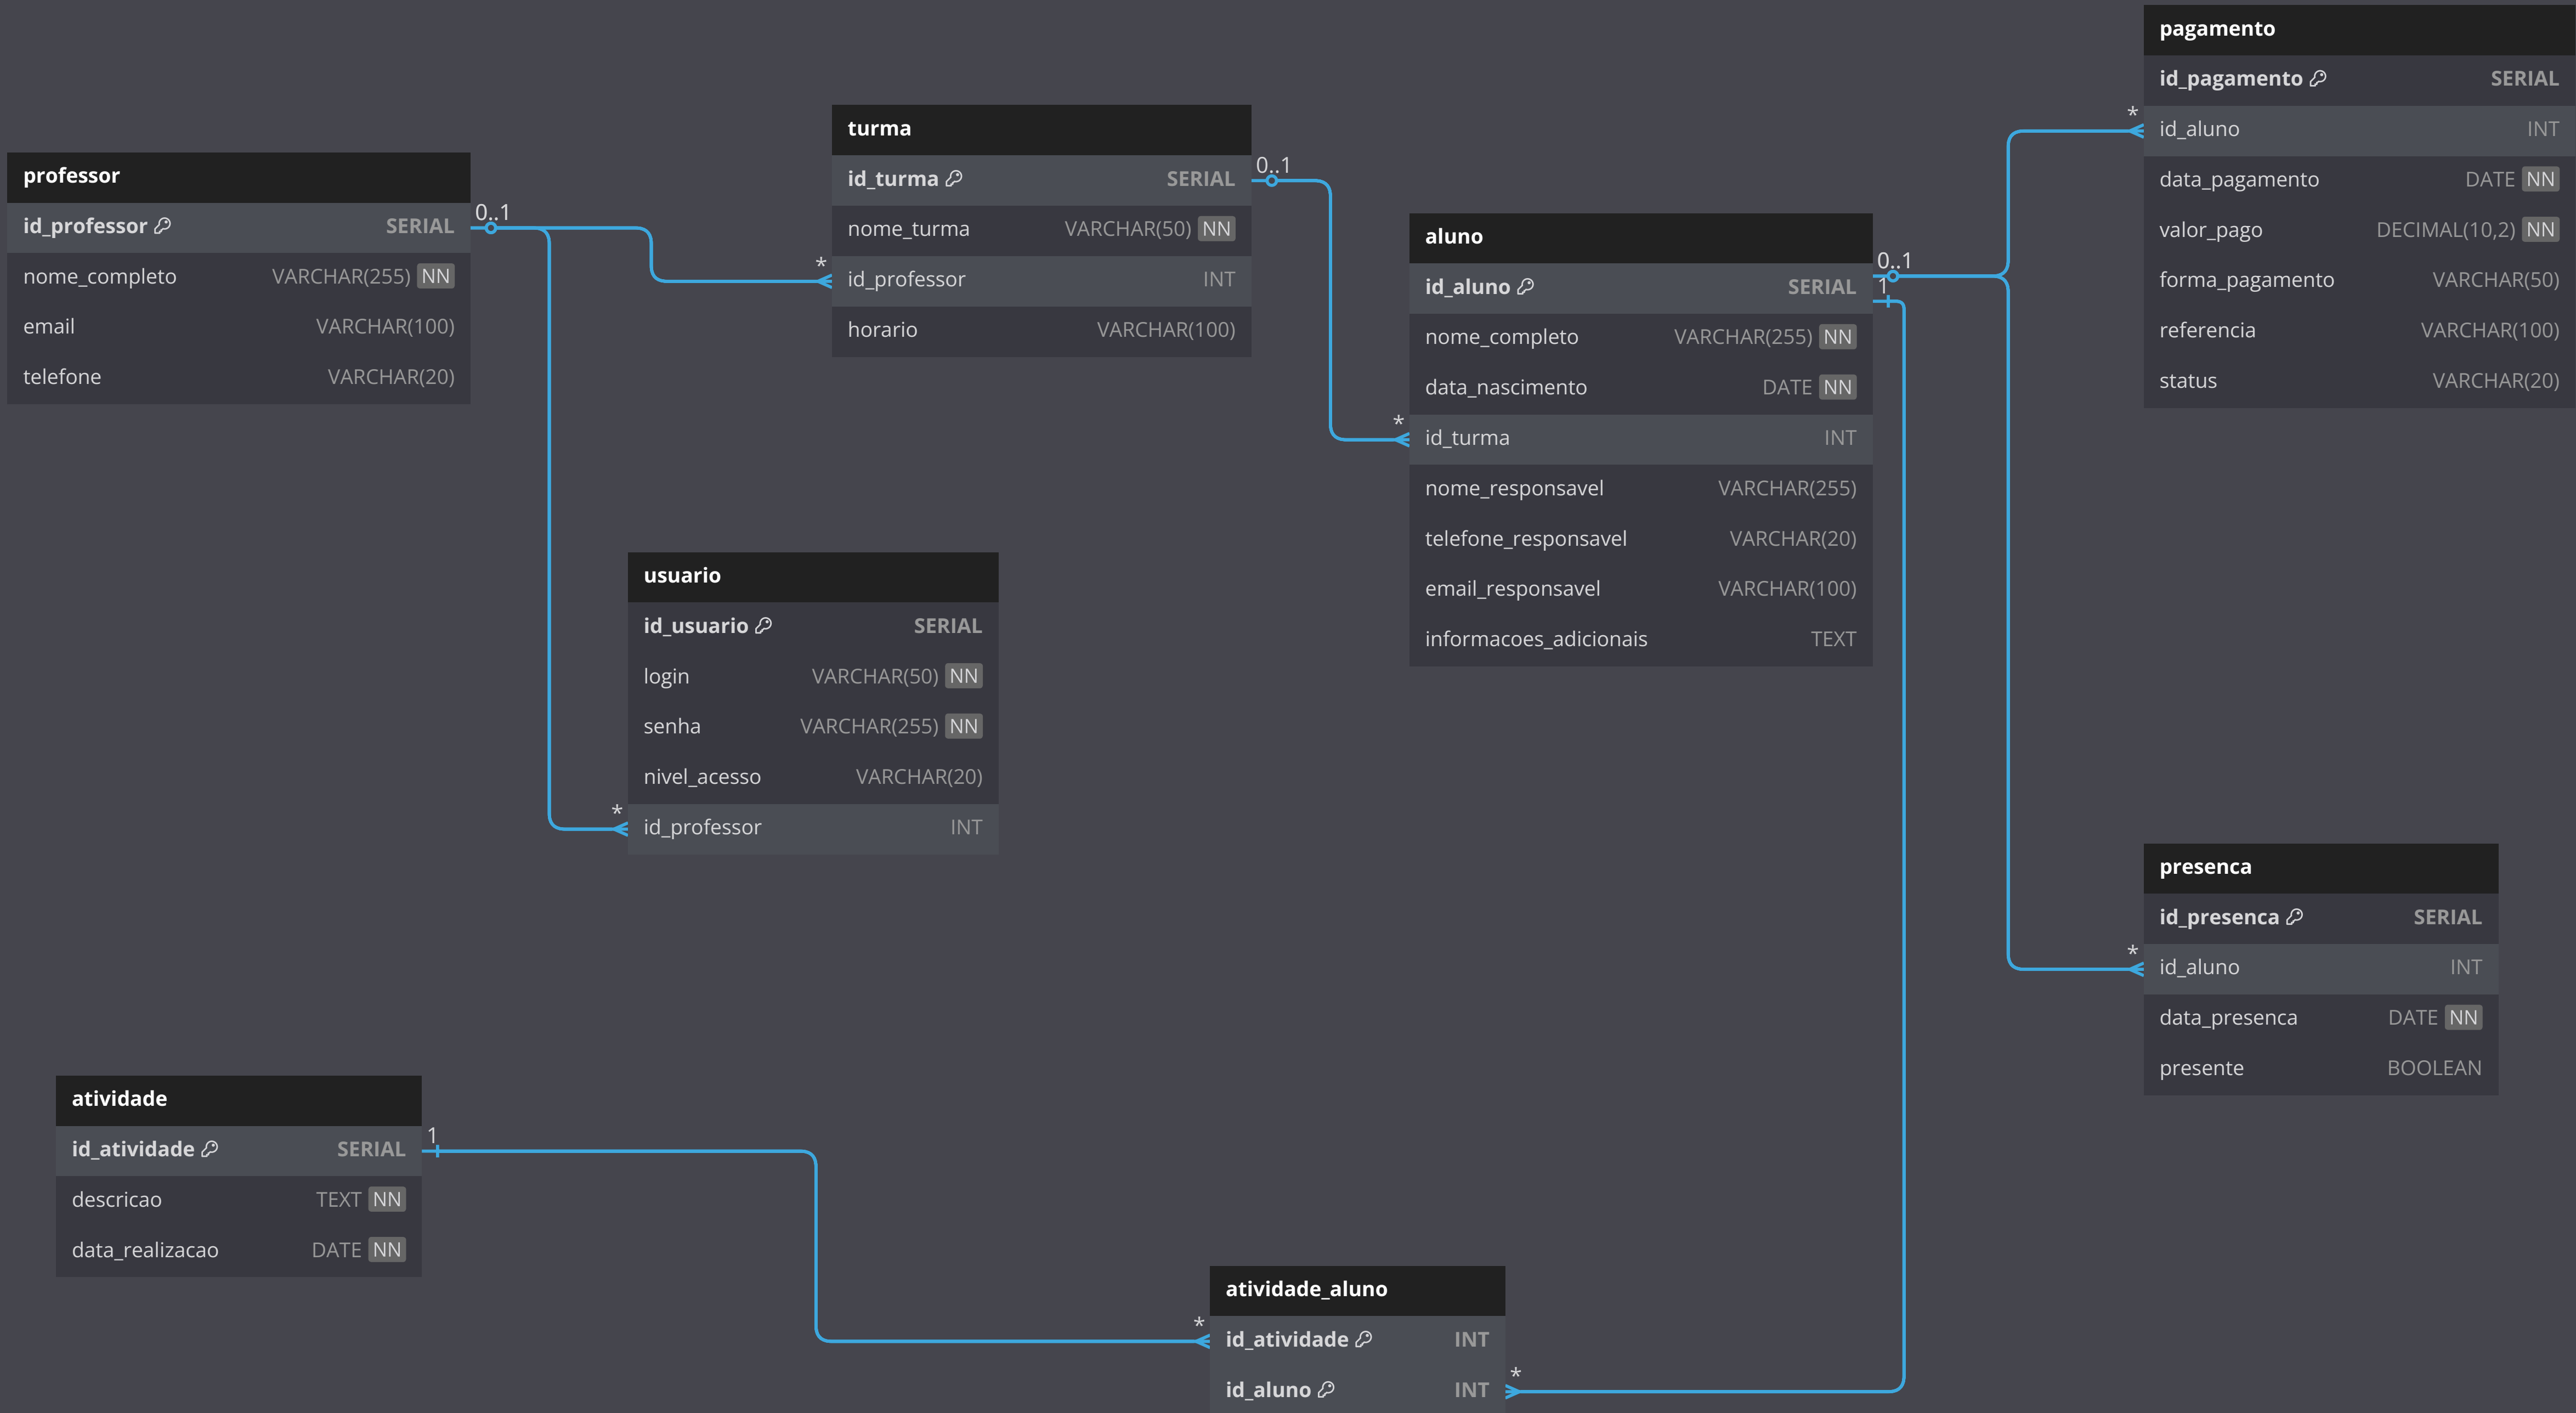 professor
id_professor SERIAL
nome_completo VARCHAR(255) NN
email VARCHAR(100)
telefone VARCHAR(20)
0..1
*
turma
id_turma SERIAL
nome_turma VARCHAR(50) NN
id_professor INT
horario VARCHAR(100)
0..1
*
usuario
id_usuario SERIAL
login VARCHAR(50) NN
senha VARCHAR(255) NN
nivel_acesso VARCHAR(20)
id_professor INT
*
aluno
id_aluno SERIAL
nome_completo VARCHAR(255) NN
data_nascimento DATE NN
id_turma INT
nome_responsavel VARCHAR(255)
telefone_responsavel VARCHAR(20)
email_responsavel VARCHAR(100)
informacoes_adicionais TEXT
0..1
1
*
pagamento
id_pagamento SERIAL
id_aluno INT
data_pagamento DATE NN
valor_pago DECIMAL(10,2) NN
forma_pagamento VARCHAR(50)
referencia VARCHAR(100)
status VARCHAR(20)
*
presenca
id_presenca SERIAL
id_aluno INT
data_presenca DATE NN
presente BOOLEAN
atividade
id_atividade SERIAL
descricao TEXT NN
data_realizacao DATE NN
1
*
atividade_aluno
id_atividade INT
id_aluno INT
*